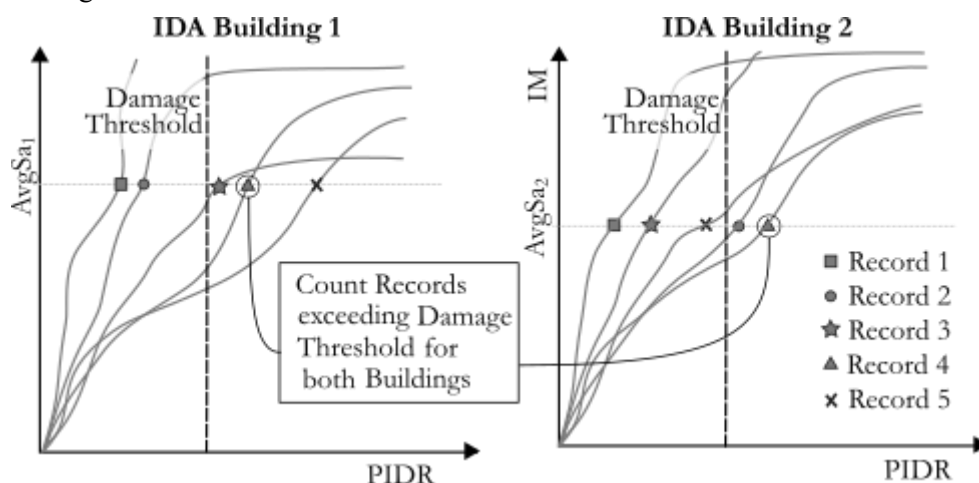 IDA Building 1
AvgSa1
Damage
Threshold
PIDR
Count Records
exceeding Damage
Threshold for
both Buildings
IDA Building 2
IM
AvgSa2
Damage
Threshold
Record 1
Record 2
Record 3
Record 4
Record 5
PIDR